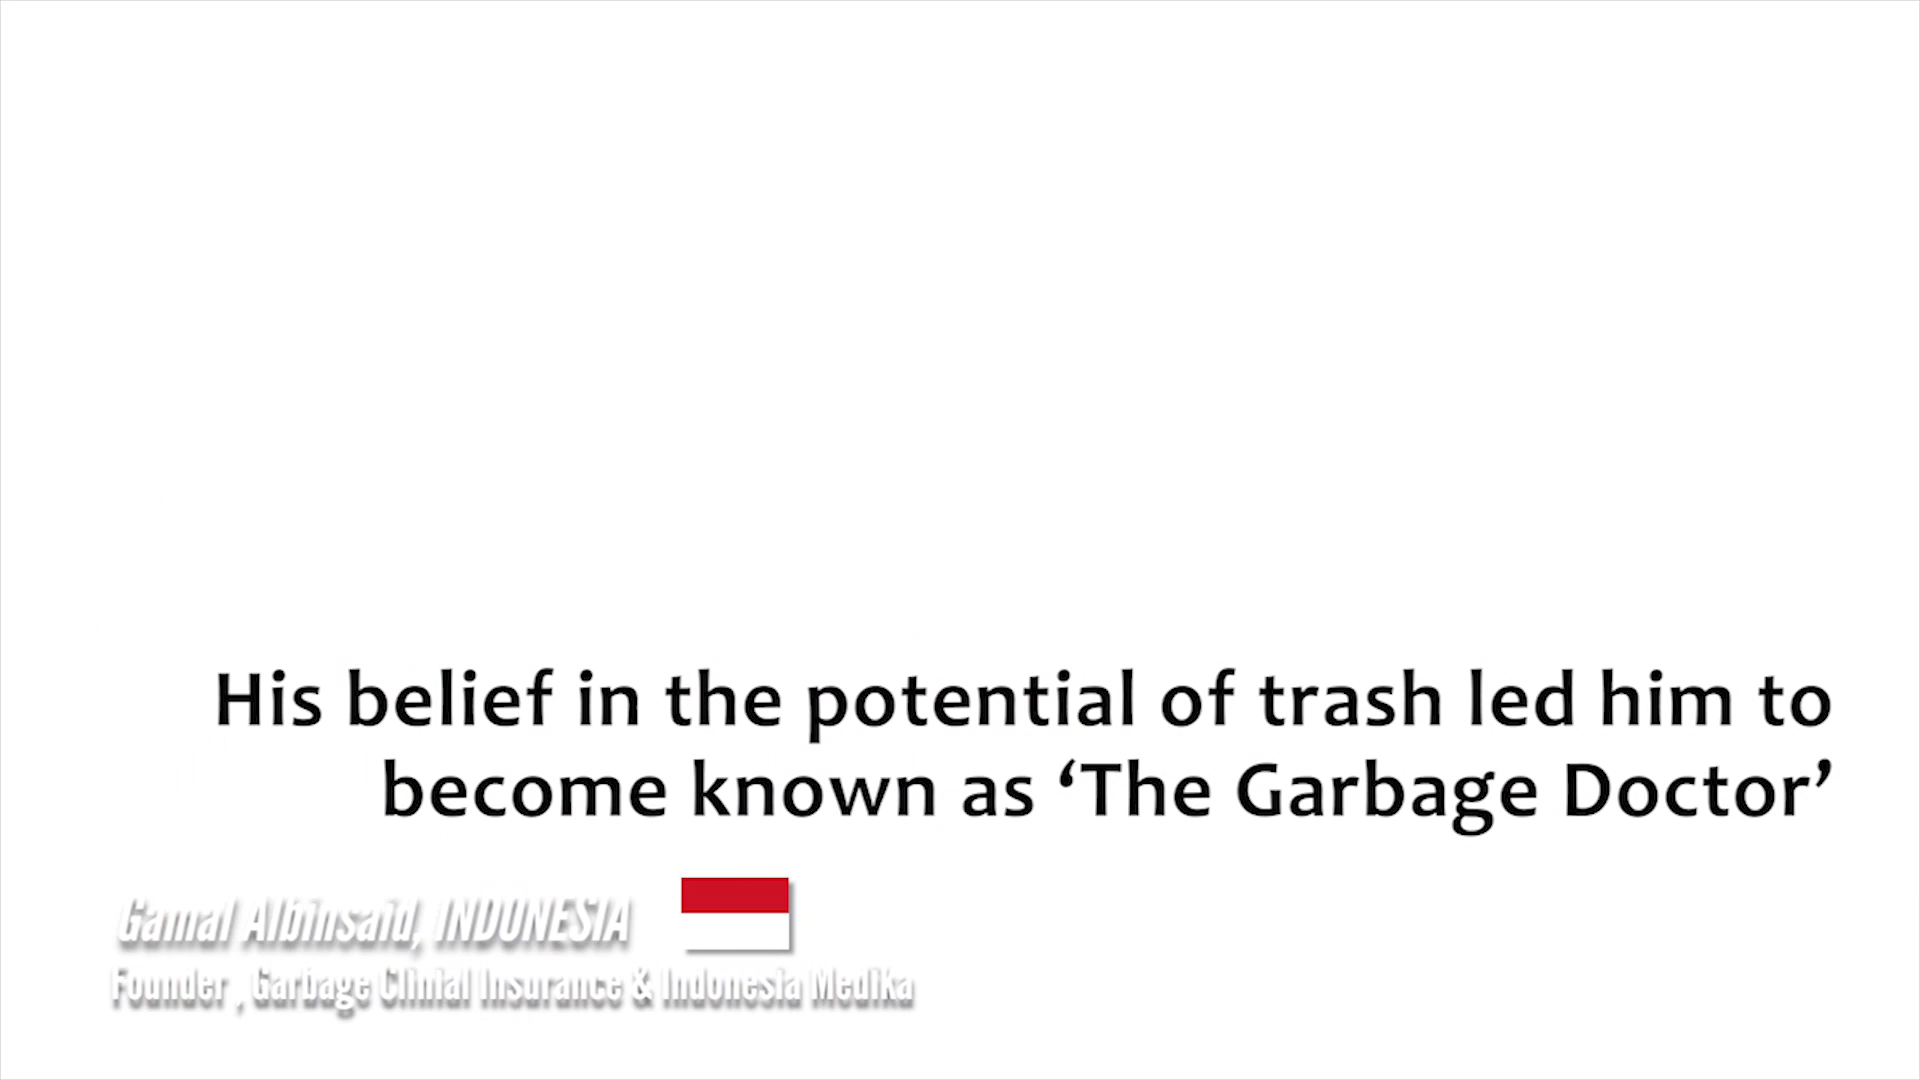 His belief in the potential of trash led him to
become known as ‘The Garbage Doctor’
Gamal Albinsaid, INDONESIA
Founder , Garbage Clinial Insurance & Indonesia Medika